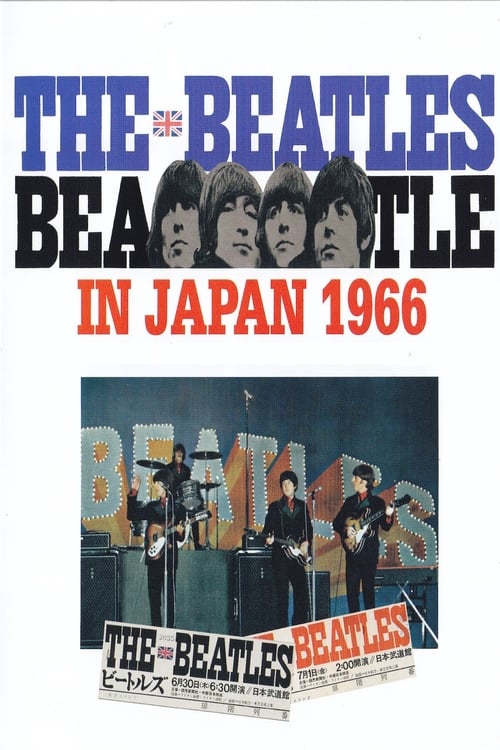 THE BEATLES
BEA TLE
IN JAPAN 1966
BEATLES
THE BEATLES
ビートルズ
6月30日(木)6:30開演//日本武道館
BEATLES
7月1日(金) 2:00開演//日本武道館